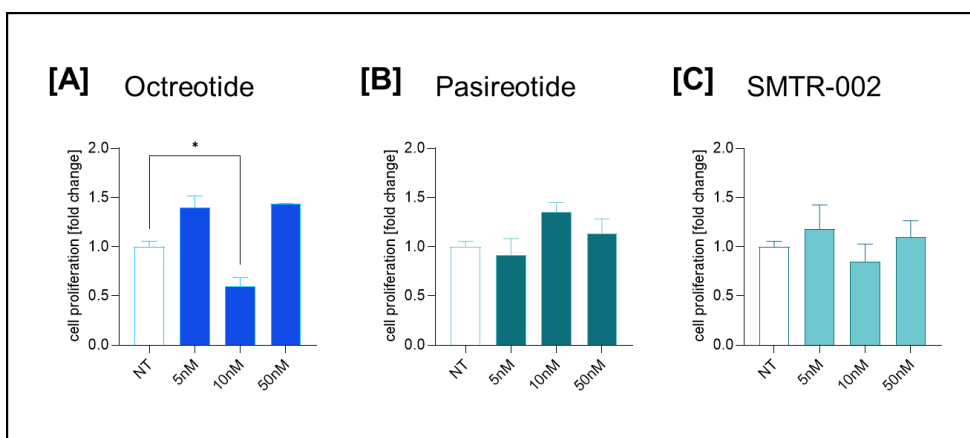 [A] Octreotide
cell proliferation [fold change]
2.0
1.5
1.0
0.5
0.0
*
NT
5nM
10nM
50nM
[B] Pasireotide
cell proliferation [fold change]
2.0
1.5
1.0
0.5
0.0
NT
5nM
10nM
50nM
[C] SMTR-002
cell proliferation [fold change]
2.0
1.5
1.0
0.5
0.0
NT
5nM
10nM
50nM